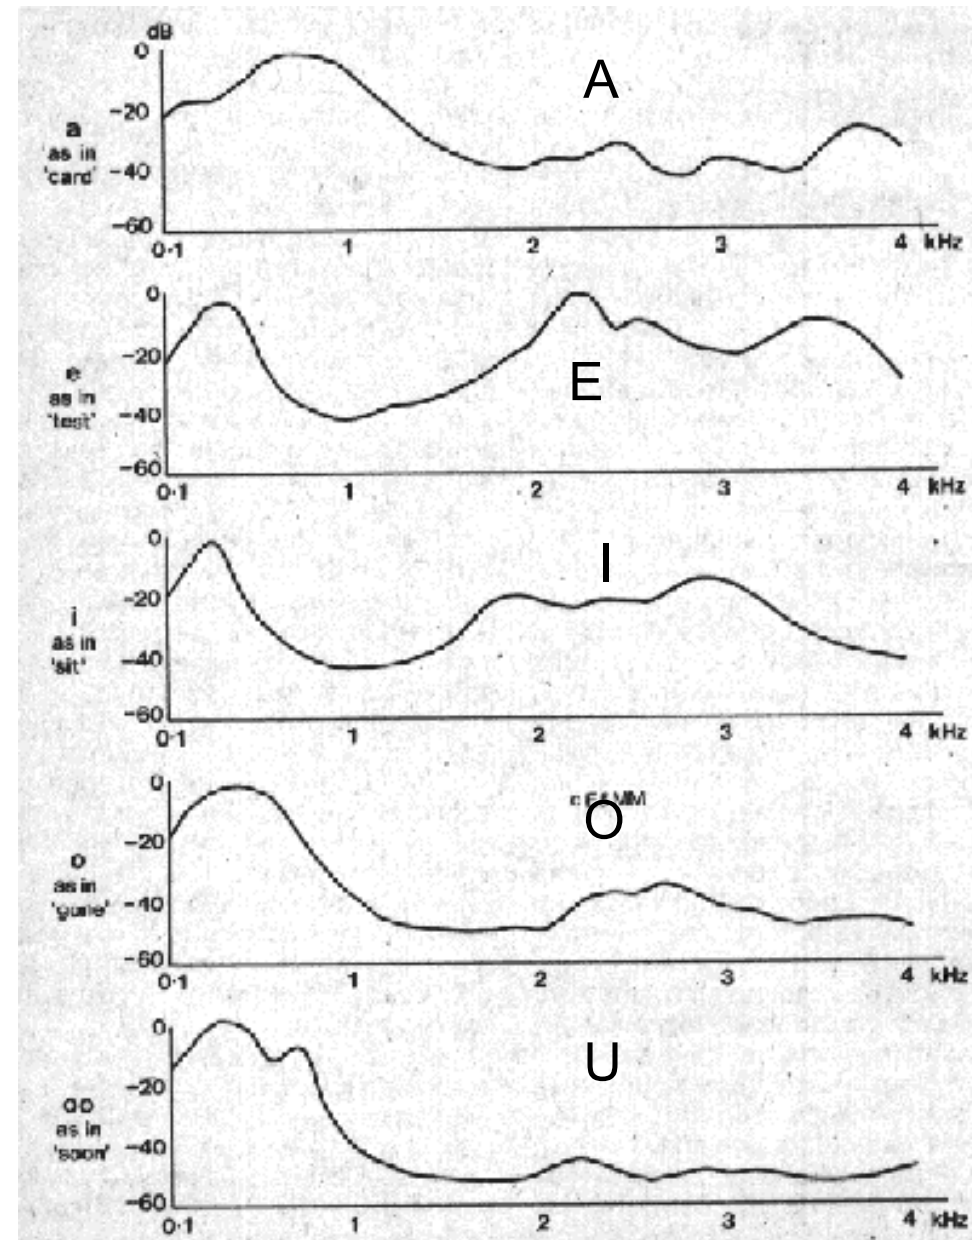 dB
0
A
−20
a
as in
'card'
−40
−60
0·1 1 2 3 4 kHz
0
−20
E
e
as in
'test'
−40
−60
0·1 1 2 3 4 kHz
0
I
−20
i
as in
'sit'
−40
−60
0·1 1 2 3 4 kHz
0
O
−20
o
as in
'gone'
−40
−60
0·1 1 2 3 4 kHz
0
U
−20
oo
as in
'soon'
−40
−60
0·1 1 2 3 4 kHz